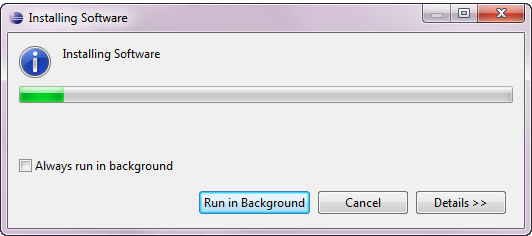 Installing Software
Installing Software
Always run in background
Run in Background
Cancel
Details >>